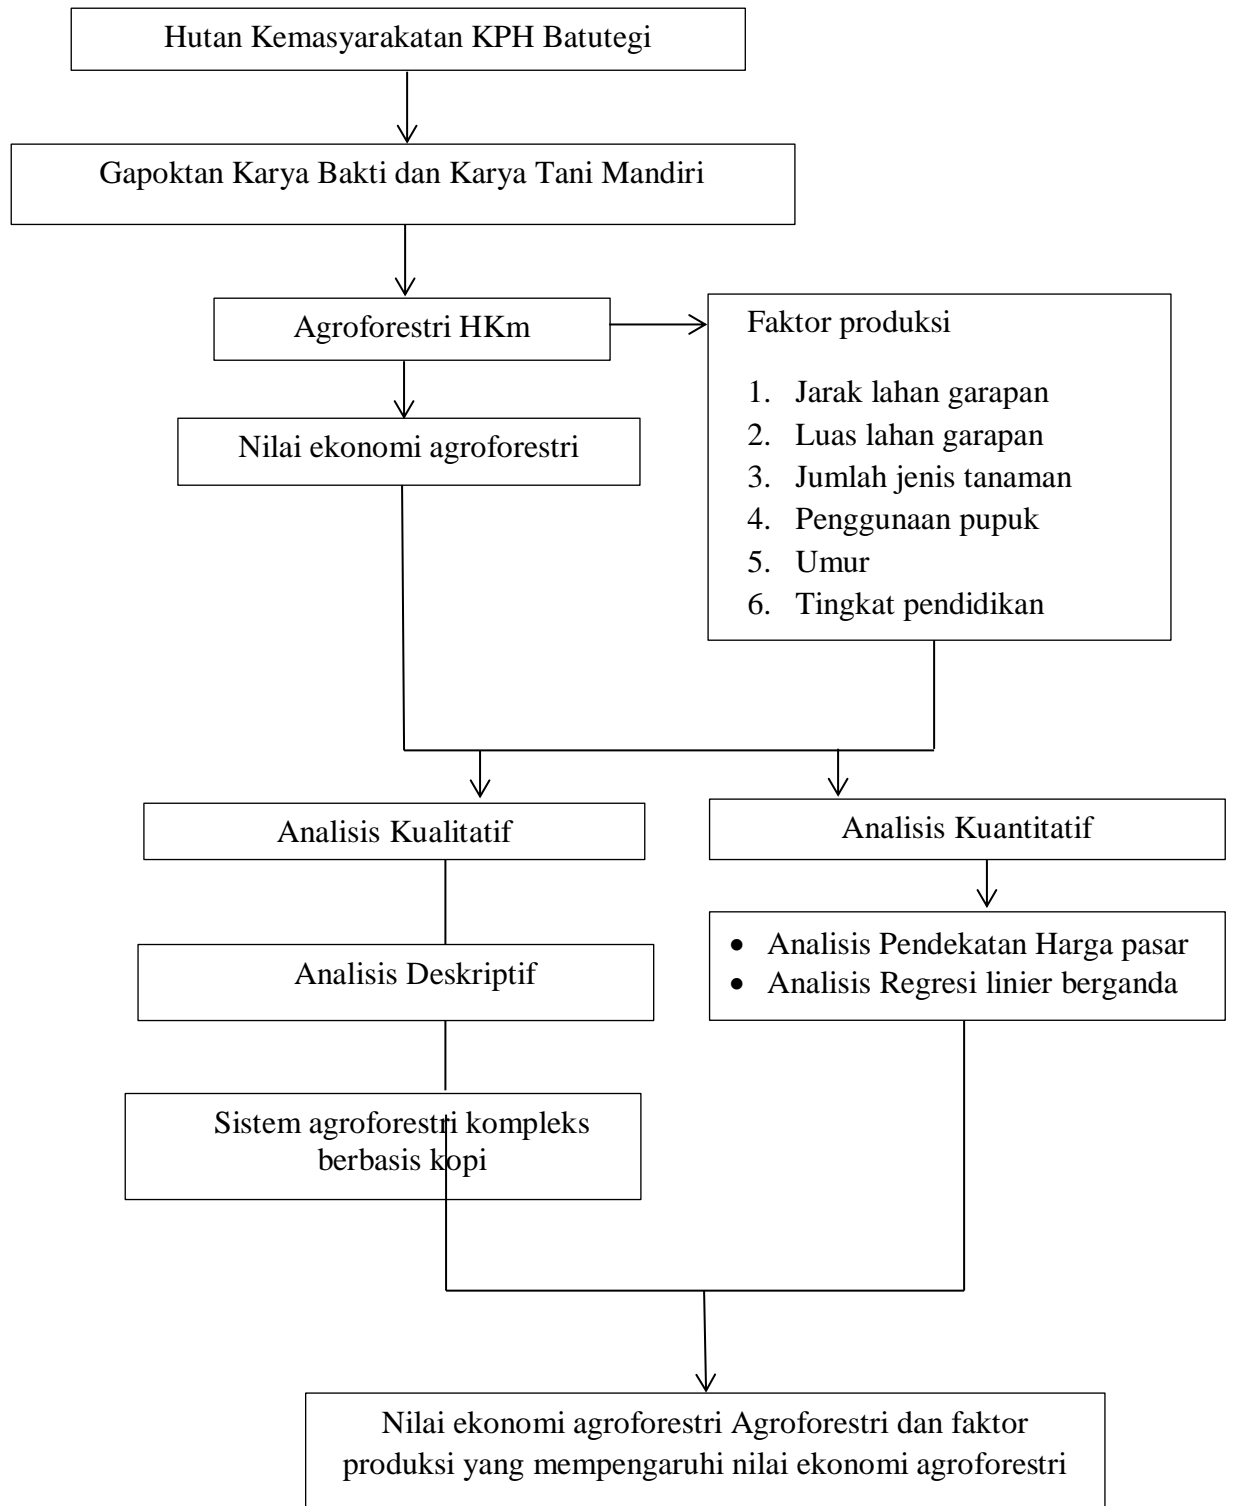 Hutan Kemasyarakatan KPH Batutegi
Gapoktan Karya Bakti dan Karya Tani Mandiri
Agroforestri HKm
Nilai ekonomi agroforestri
Faktor produksi
1. Jarak lahan garapan
2. Luas lahan garapan
3. Jumlah jenis tanaman
4. Penggunaan pupuk
5. Umur
6. Tingkat pendidikan
Analisis Kualitatif
Analisis Kuantitatif
Analisis Deskriptif
• Analisis Pendekatan Harga pasar
• Analisis Regresi linier berganda
Sistem agroforestri kompleks
berbasis kopi
Nilai ekonomi agroforestri Agroforestri dan faktor
produksi yang mempengaruhi nilai ekonomi agroforestri